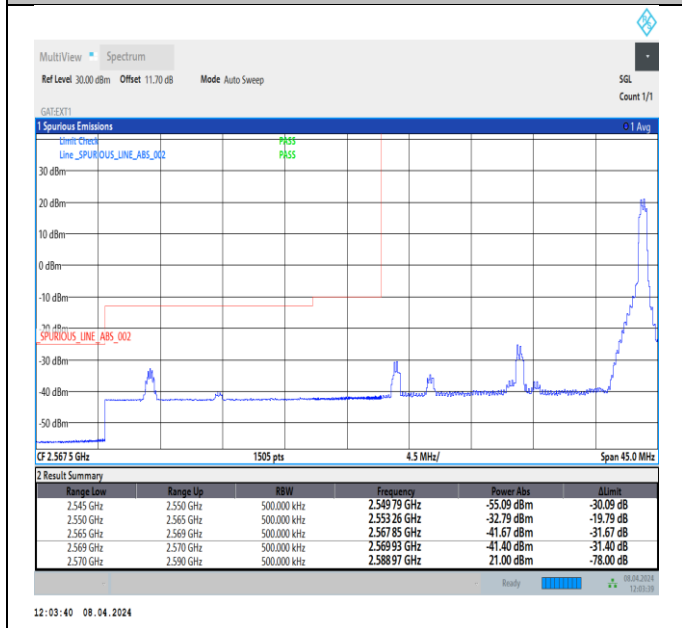 MultiView Spectrum
Ref Level 30.00 dBm Offset 11.70 dB Mode Auto Sweep SGL
Count 1/1
GAT:EXT1
1 Spurious Emissions 1 Avg
Limit Check PASS
Line _SPURIOUS_LINE_ABS_002 PASS
30 dBm
20 dBm
10 dBm
0 dBm
-10 dBm
-20 dBm
_SPURIOUS_LINE_ABS_002
-30 dBm
-40 dBm
-50 dBm
CF 2.567 5 GHz 1505 pts 4.5 MHz/ Span 45.0 MHz
2 Result Summary
Range Low Range Up RBW Frequency Power Abs ΔLimit
2.545 GHz 2.550 GHz 500.000 kHz 2.549 79 GHz -55.09 dBm -30.09 dB
2.550 GHz 2.565 GHz 500.000 kHz 2.553 26 GHz -32.79 dBm -19.79 dB
2.565 GHz 2.569 GHz 500.000 kHz 2.567 85 GHz -41.67 dBm -31.67 dB
2.569 GHz 2.570 GHz 500.000 kHz 2.569 93 GHz -41.40 dBm -31.40 dB
2.570 GHz 2.590 GHz 500.000 kHz 2.588 97 GHz 21.00 dBm -78.00 dB
Ready 08.04.2024
12:03:39
12:03:40 08.04.2024